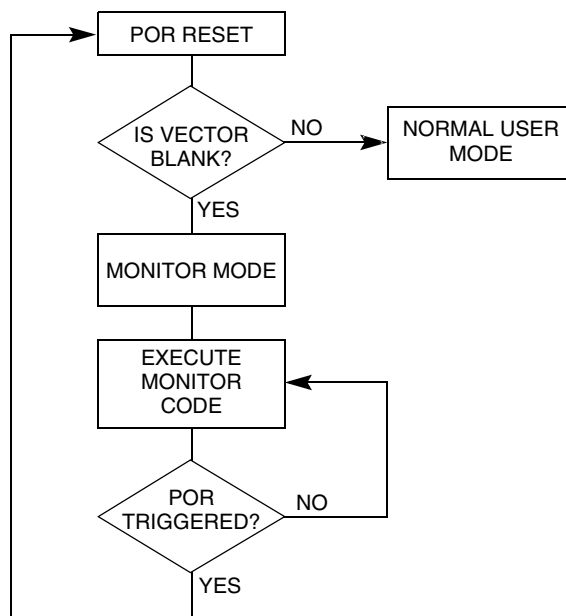 POR RESET
IS VECTOR
BLANK?
NO
NORMAL USER
MODE
YES
MONITOR MODE
EXECUTE
MONITOR
CODE
POR
TRIGGERED?
NO
YES